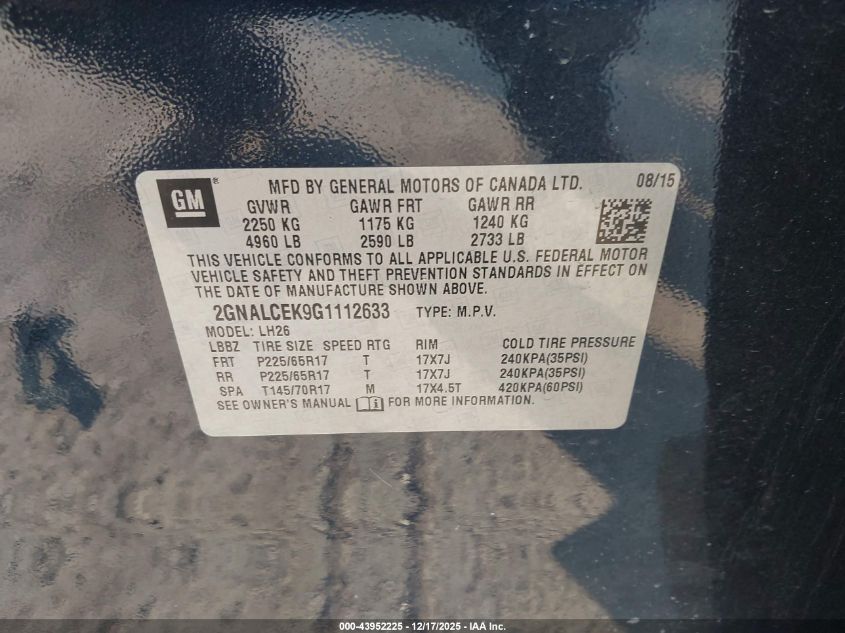 GM
MFD BY GENERAL MOTORS OF CANADA LTD. 08/15
GVWR GAWR FRT GAWR RR
2250 KG 1175 KG 1240 KG
4960 LB 2590 LB 2733 LB
THIS VEHICLE CONFORMS TO ALL APPLICABLE U.S. FEDERAL MOTOR
VEHICLE SAFETY AND THEFT PREVENTION STANDARDS IN EFFECT ON
THE DATE OF MANUFACTURE SHOWN ABOVE.
2GNALCEK9G1112633 TYPE: M.P.V.
MODEL: LH26
LBBZ TIRE SIZE SPEED RTG RIM COLD TIRE PRESSURE
FRT P225/65R17 T 17X7J 240KPA(35PSI)
RR P225/65R17 T 17X7J 240KPA(35PSI)
SPA T145/70R17 M 17X4.5T 420KPA(60PSI)
SEE OWNER'S MANUAL FOR MORE INFORMATION.
000-43952225 - 12/17/2025 - IAA Inc.